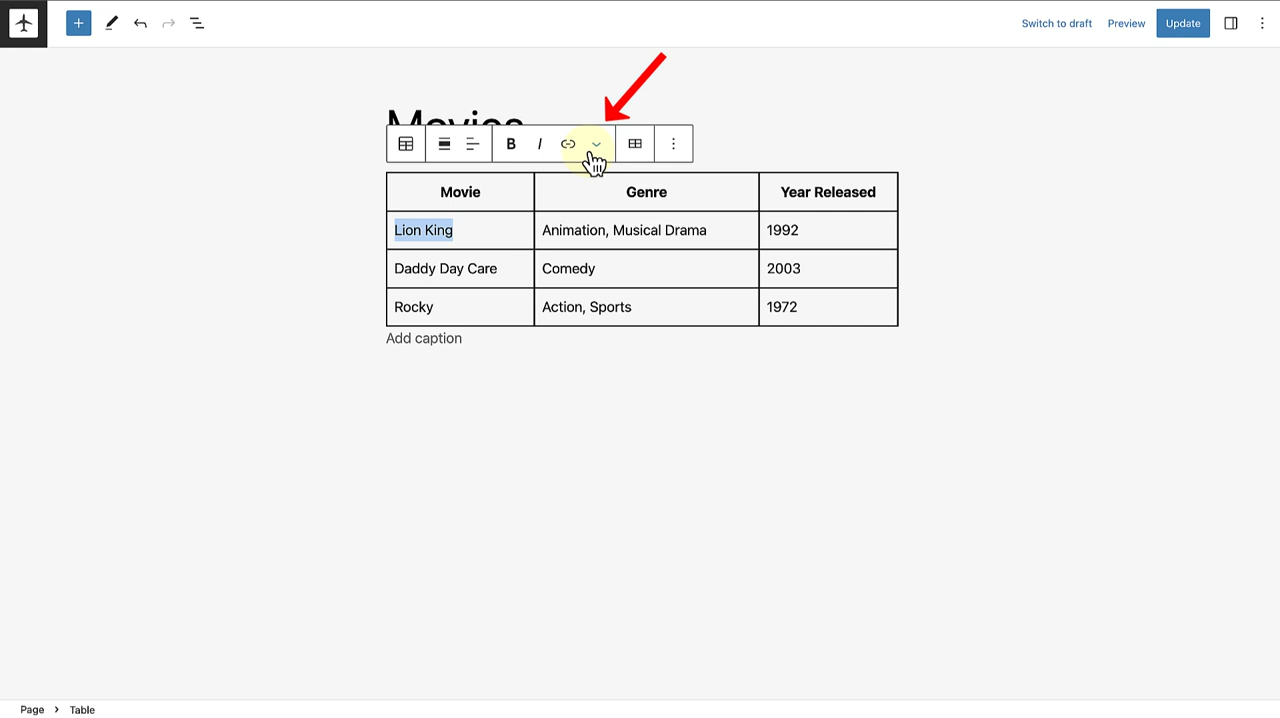 Switch to draft Preview Update
Movies
B I
Movie Genre Year Released
Lion King Animation, Musical Drama 1992
Daddy Day Care Comedy 2003
Rocky Action, Sports 1972
Add caption
Page Table